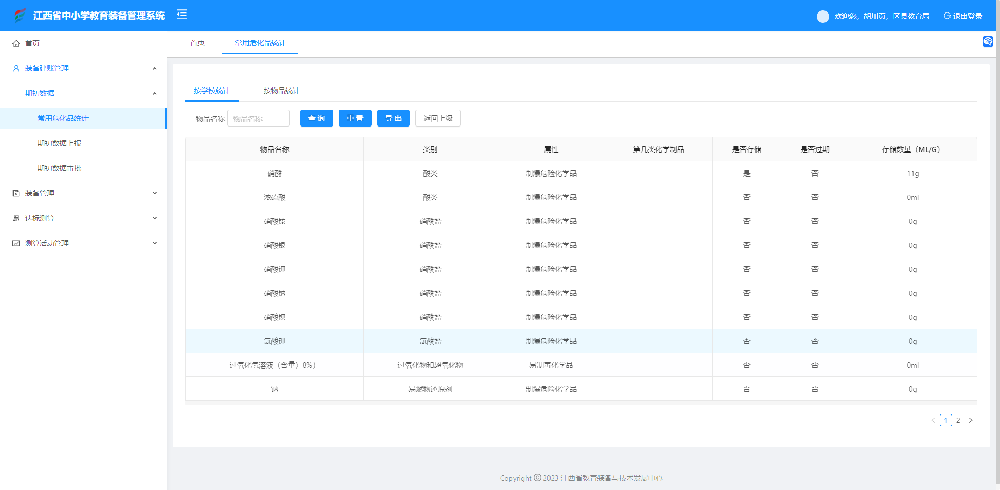 江西省中小学教育装备管理系统
欢迎您，胡川页，区县教育局 退出登录
首页
装备建账管理
期初数据
常用危化品统计
期初数据上报
期初数据审批
装备管理
达标测算
测算活动管理
首页 常用危化品统计
按学校统计 按物品统计
物品名称 物品名称 查 询 重 置 导 出 返回上级
物品名称 类别 属性 第几类化学制品 是否存储 是否过期 存储数量（ML/G）
硝酸 酸类 制爆危险化学品 - 是 否 11g
浓硫酸 酸类 制爆危险化学品 - 否 否 0ml
硝酸铵 硝酸盐 制爆危险化学品 - 否 否 0g
硝酸银 硝酸盐 制爆危险化学品 - 否 否 0g
硝酸钾 硝酸盐 制爆危险化学品 - 否 否 0g
硝酸钠 硝酸盐 制爆危险化学品 - 否 否 0g
硝酸钡 硝酸盐 制爆危险化学品 - 否 否 0g
氯酸钾 氯酸盐 制爆危险化学品 - 否 否 0g
过氧化氢溶液（含量〉8%） 过氧化物和超氧化物 易制毒化学品 - 否 否 0ml
钠 易燃物还原剂 制爆危险化学品 - 否 否 0g
< 1 2 >
Copyright © 2023 江西省教育装备与技术发展中心